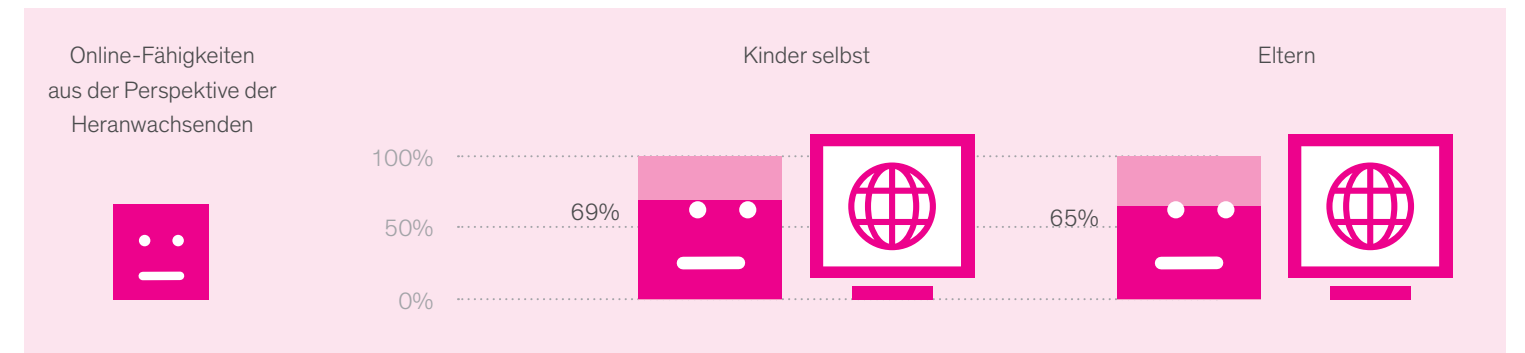 Online-Fähigkeiten
aus der Perspektive der
Heranwachsenden
Kinder selbst
Eltern
100%
50%
0%
69%
65%